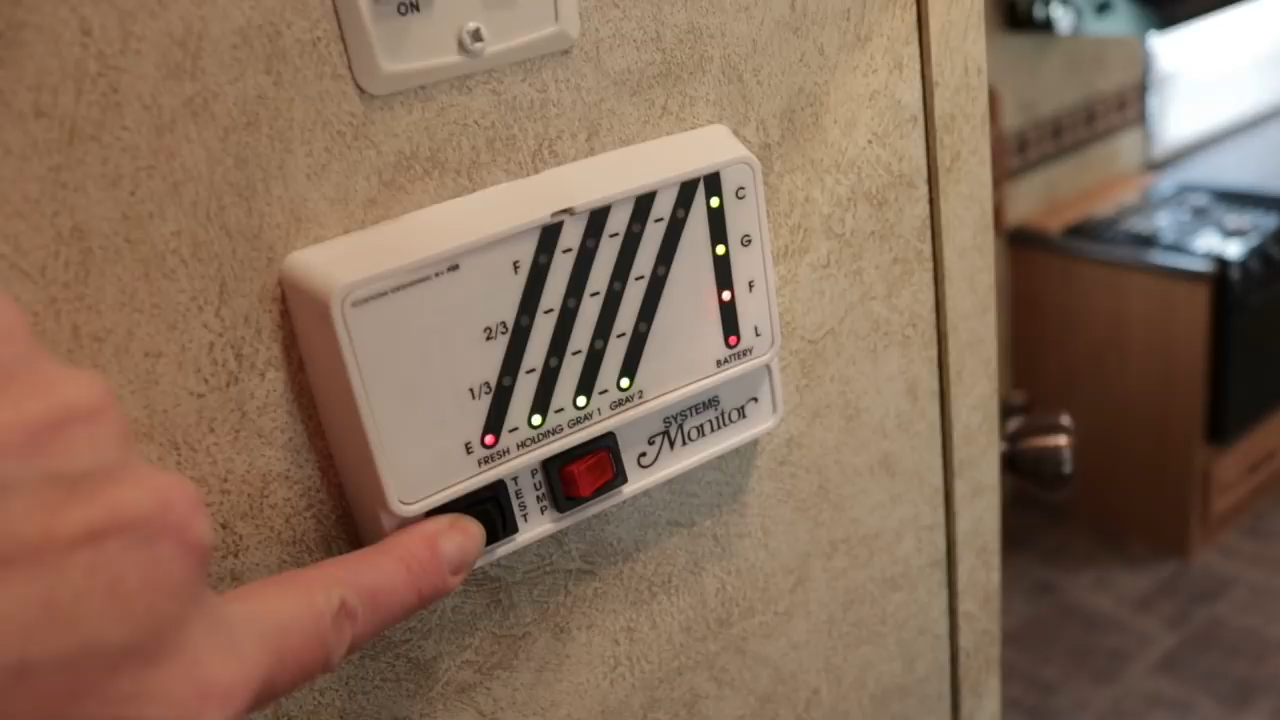 ON
C
G
F
L
BATTERY
F
2/3
1/3
E
FRESH HOLDING GRAY 1 GRAY 2
TEST
PUMP
SYSTEMS
Monitor